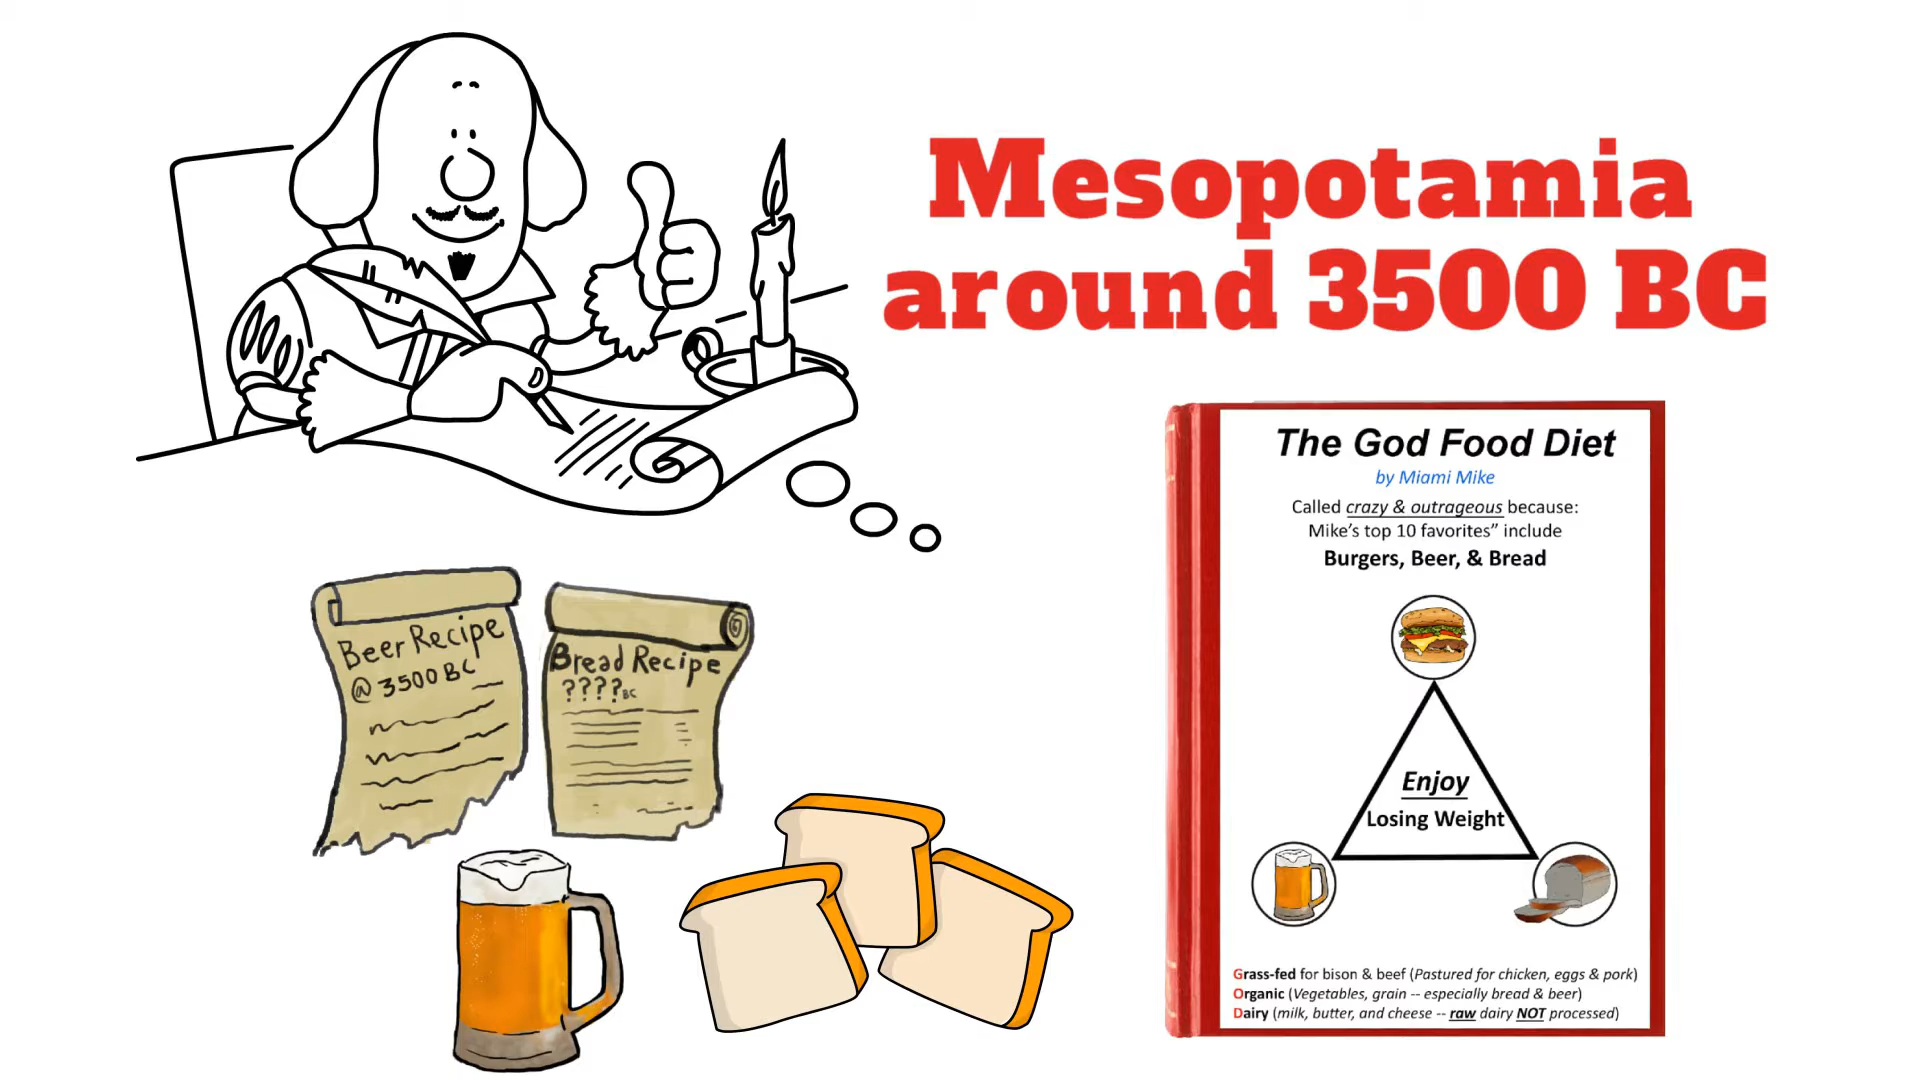 Mesopotamia
around 3500 BC
The God Food Diet
by Miami Mike
Called crazy & outrageous because:
Mike's top 10 favorites" include
Burgers, Beer, & Bread
Enjoy
Losing Weight
Grass-fed for bison & beef (Pastured for chicken, eggs & pork)
Organic (Vegetables, grain -- especially bread & beer)
Dairy (milk, butter, and cheese -- raw dairy NOT processed)
Beer Recipe
@ 3500 BC
Bread Recipe
????BC